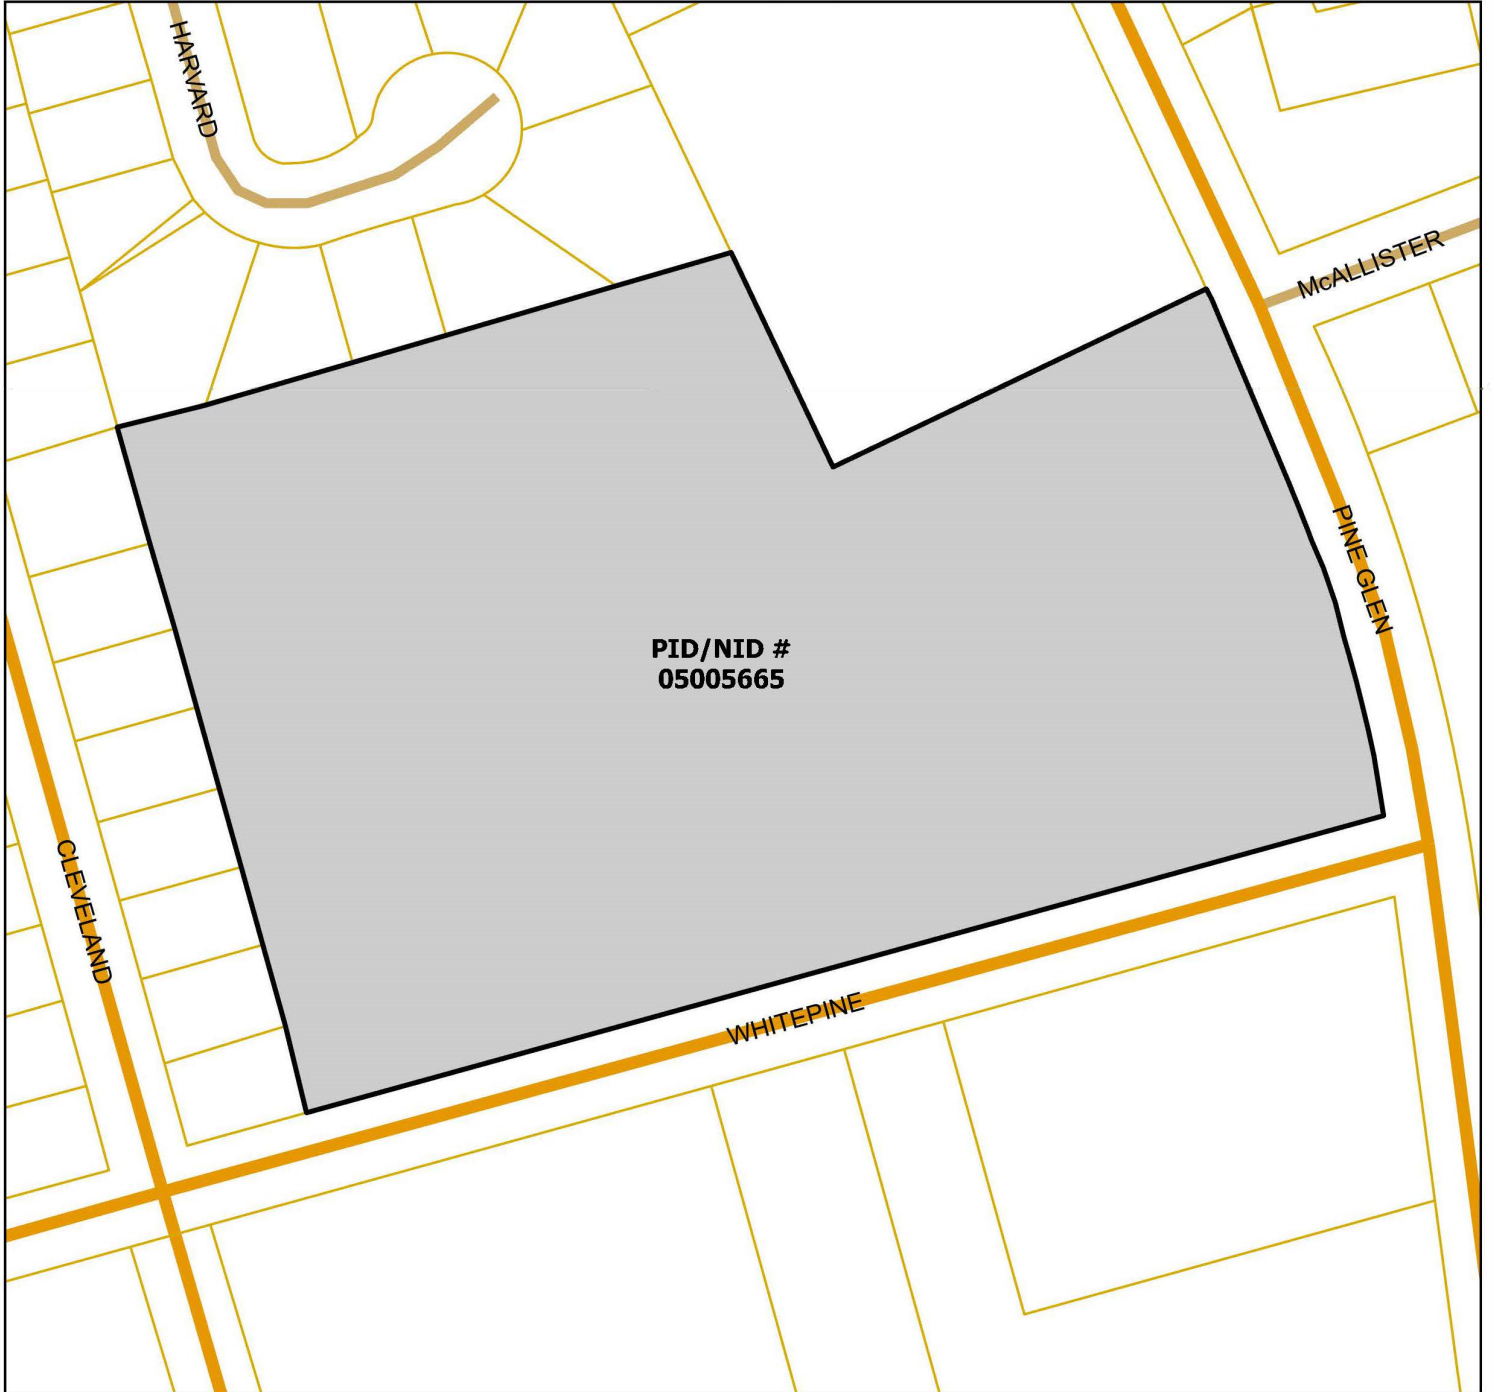 HARVARD
McALLISTER
PINE GLEN
PID/NID #
05005665
CLEVELAND
WHITEPINE